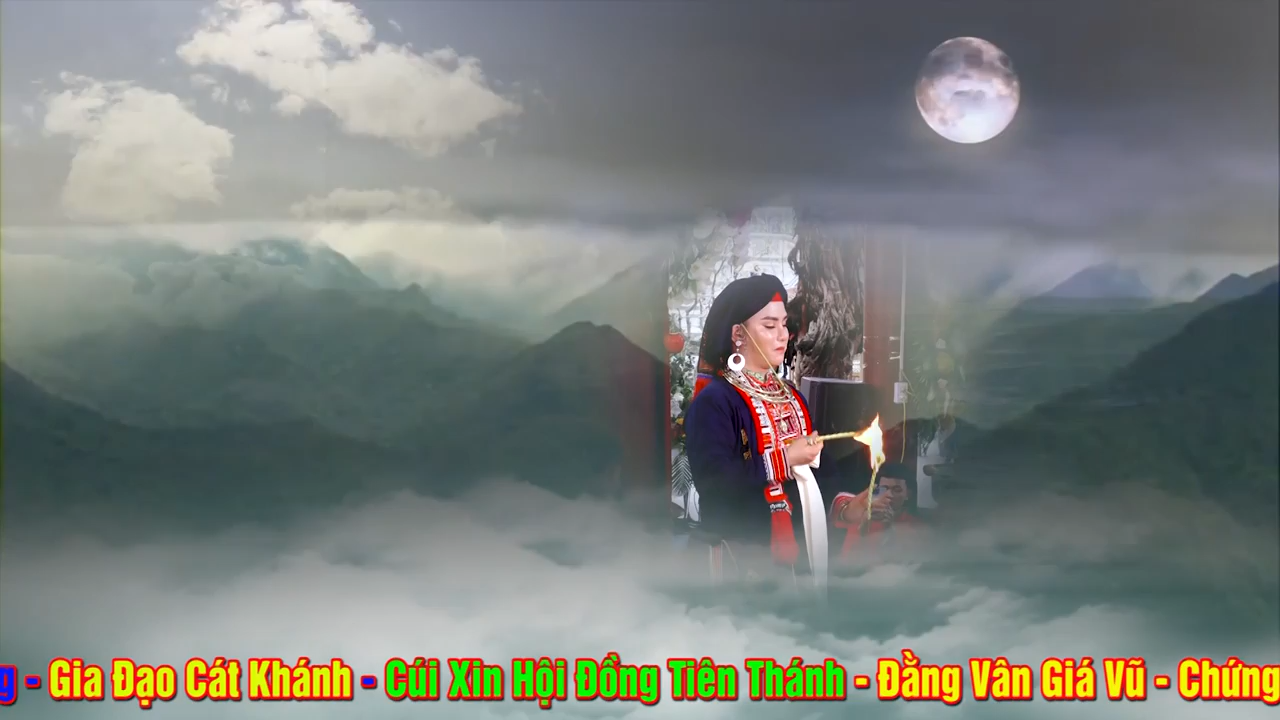 g - Gia Đạo Cát Khánh - Cúi Xin Hội Đồng Tiên Thánh - Đằng Vân Giá Vũ - Chứng